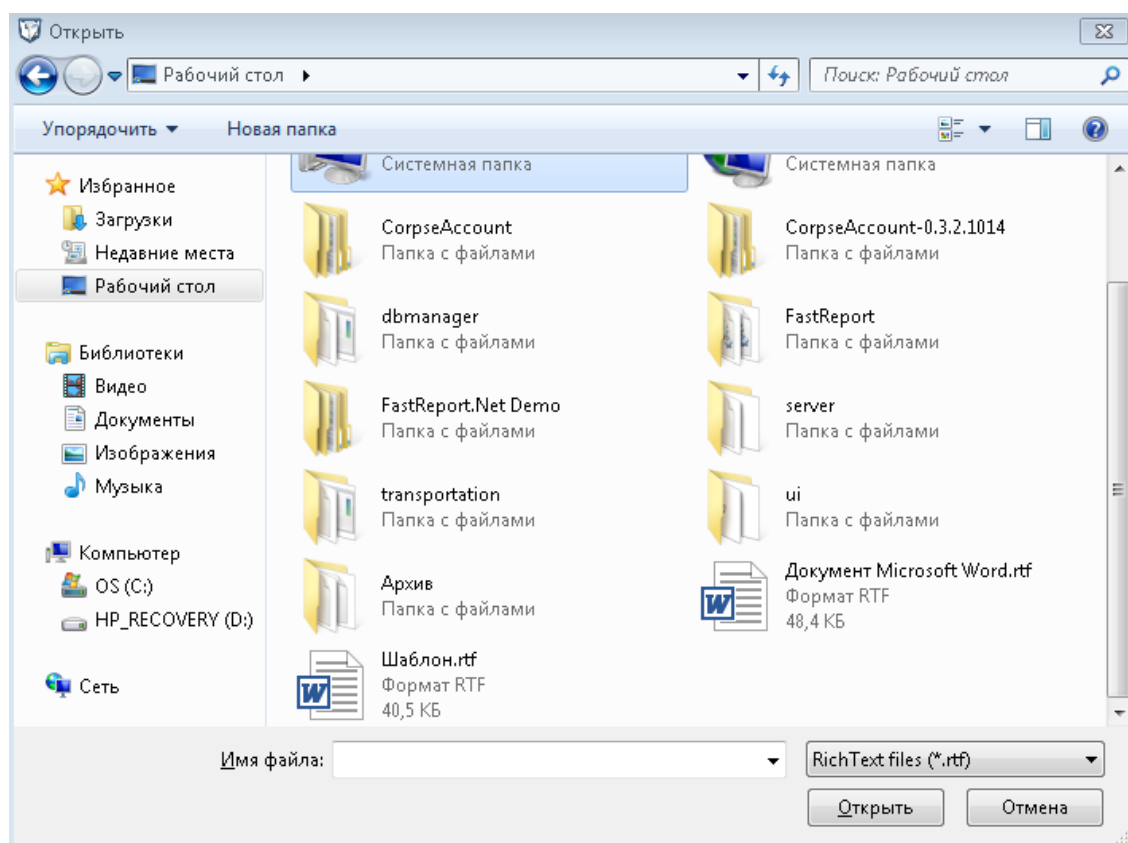 Открыть
Рабочий стол
Поиск: Рабочий стол
Упорядочить
Новая папка
Избранное
Загрузки
Недавние места
Рабочий стол
Библиотеки
Видео
Документы
Изображения
Музыка
Компьютер
OS (C:)
HP_RECOVERY (D:)
Сеть
Системная папка
Системная папка
CorpseAccount
Папка с файлами
CorpseAccount-0.3.2.1014
Папка с файлами
dbmanager
Папка с файлами
FastReport
Папка с файлами
FastReport.Net Demo
Папка с файлами
server
Папка с файлами
transportation
Папка с файлами
ui
Папка с файлами
Архив
Папка с файлами
Документ Microsoft Word.rtf
Формат RTF
48,4 КБ
Шаблон.rtf
Формат RTF
40,5 КБ
Имя файла:
RichText files (*.rtf)
Открыть
Отмена